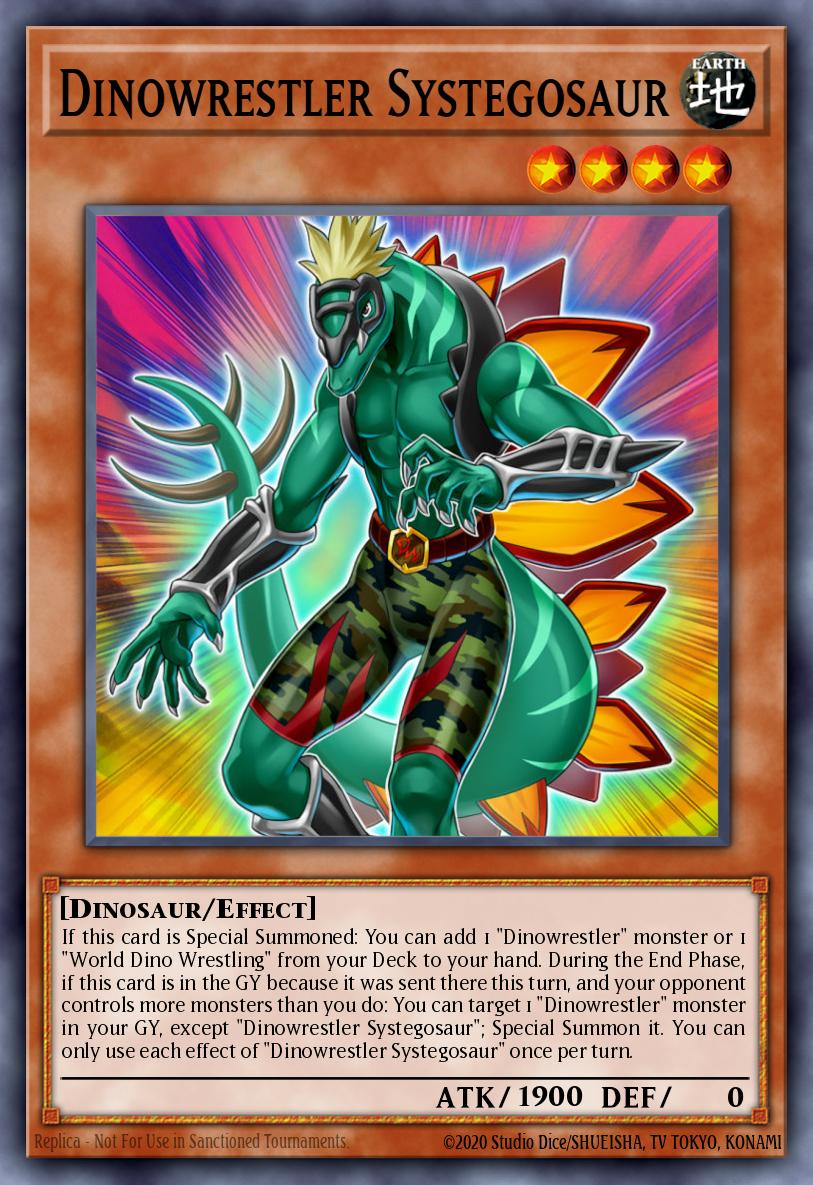 Dinowrestler Systegosaur
EARTH
地
[Dinosaur/Effect]
If this card is Special Summoned: You can add 1 "Dinowrestler" monster or 1
"World Dino Wrestling" from your Deck to your hand. During the End Phase,
if this card is in the GY because it was sent there this turn, and your opponent
controls more monsters than you do: You can target 1 "Dinowrestler" monster
in your GY, except "Dinowrestler Systegosaur"; Special Summon it. You can
only use each effect of "Dinowrestler Systegosaur" once per turn.
ATK/ 1900 DEF/ 0
Replica - Not For Use in Sanctioned Tournaments.
©2020 Studio Dice/SHUEISHA, TV TOKYO, KONAMI